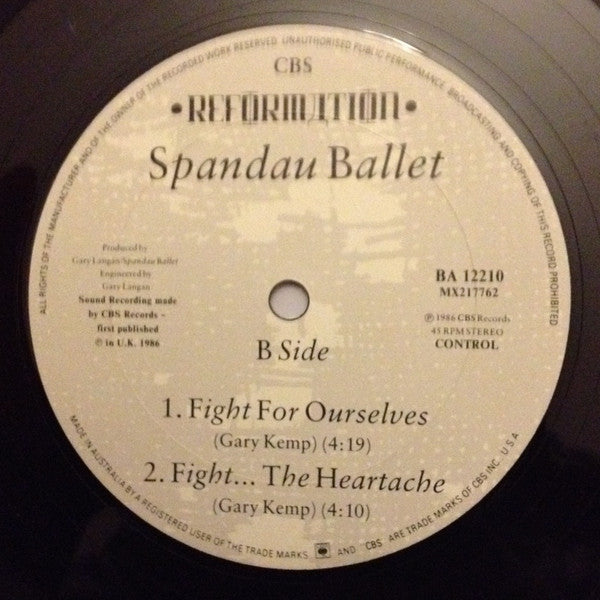 ALL RIGHTS OF THE MANUFACTURER AND OF THE OWNER OF THE RECORDED WORK RESERVED. UNAUTHORISED PUBLIC PERFORMANCE, BROADCASTING AND COPYING OF THIS RECORD PROHIBITED
CBS
•REFORMATION•
Spandau Ballet
Produced by
Gary Langan/Spandau Ballet
Engineered by
Gary Langan
Sound Recording made
by CBS Records –
first published
℗ in U.K. 1986
BA 12210
MX217762
℗ 1986 CBS Records
45 RPM STEREO
CONTROL
B Side
1. Fight For Ourselves
(Gary Kemp) (4:19)
2. Fight... The Heartache
(Gary Kemp) (4:10)
MADE IN AUSTRALIA BY A REGISTERED USER OF THE TRADE MARKS AND CBS ARE TRADE MARKS OF CBS INC. U.S.A